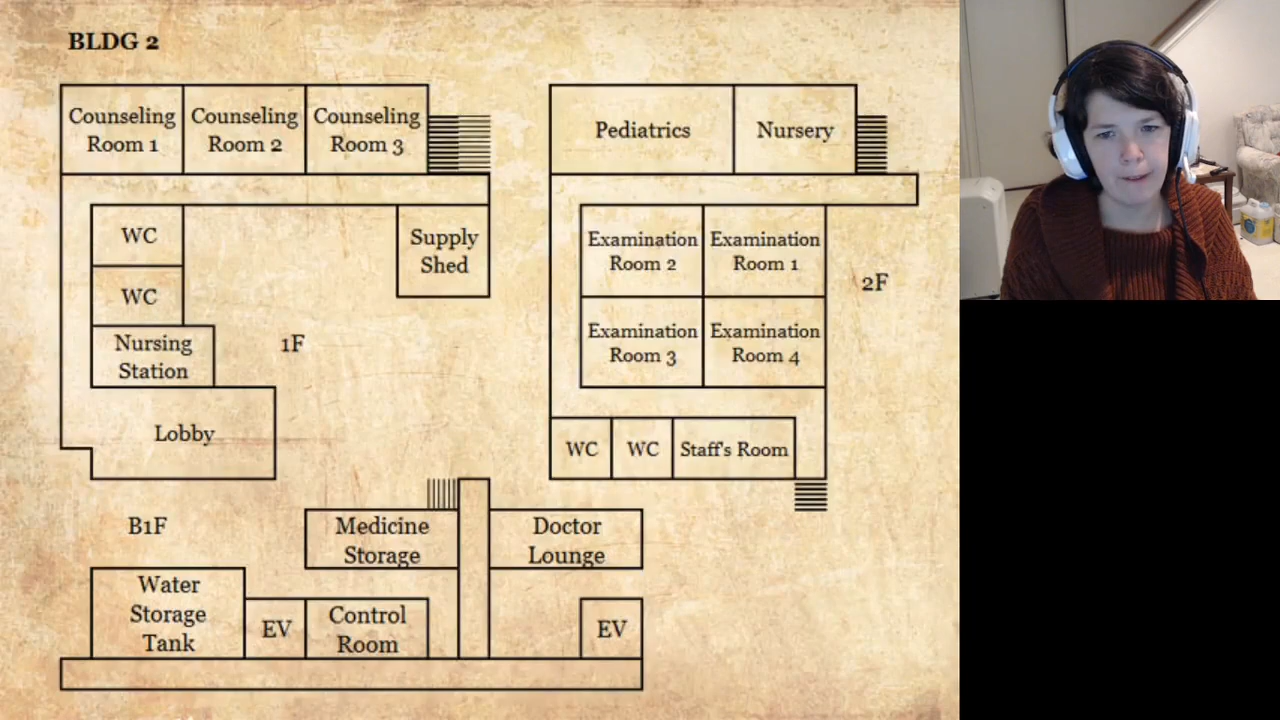 BLDG 2
Counseling
Room 1
Counseling
Room 2
Counseling
Room 3
WC
WC
Supply
Shed
Nursing
Station
1F
Lobby
Pediatrics
Nursery
Examination
Room 2
Examination
Room 1
2F
Examination
Room 3
Examination
Room 4
WC
WC
Staff's Room
B1F
Medicine
Storage
Doctor
Lounge
Water
Storage
Tank
EV
Control
Room
EV